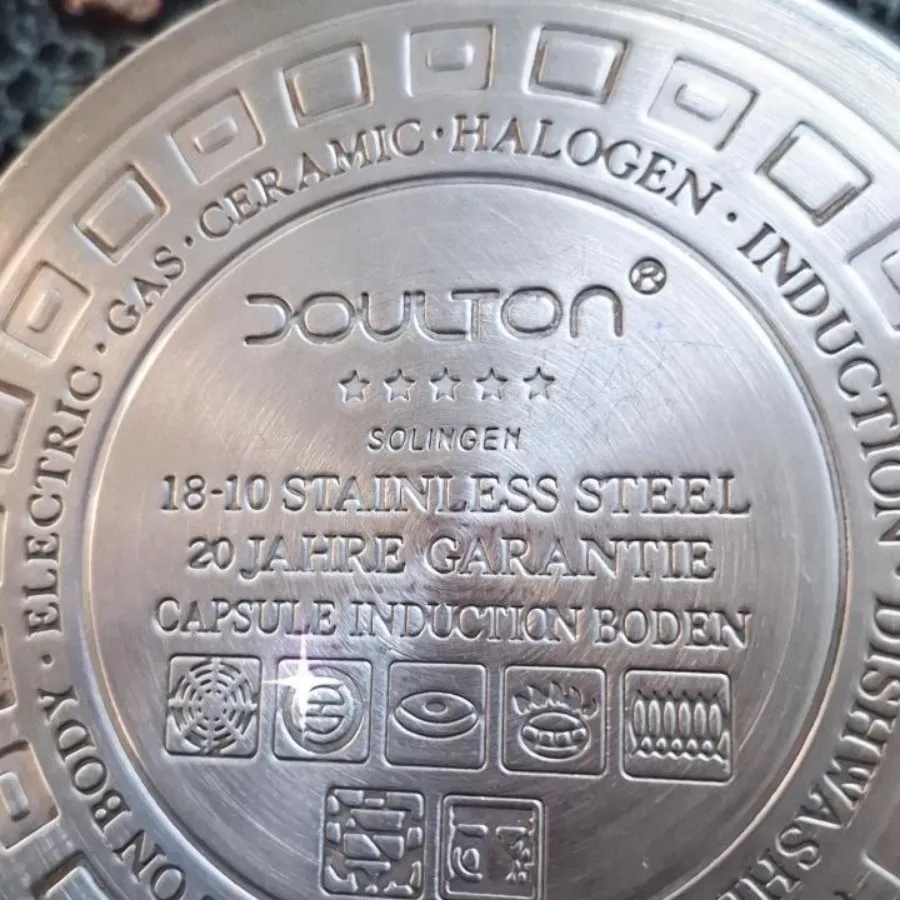 DOULTON®
SOLINGEN
18-10 STAINLESS STEEL
20 JAHRE GARANTIE
CAPSULE INDUCTION BODEN
BODY · ELECTRIC · GAS · CERAMIC · HALOGEN · INDUCTION ·